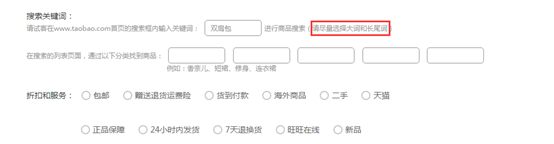 搜索关键词：
请试客在www.taobao.com首页的搜索框内输入关键词： 双肩包 进行商品搜索（请尽量选择大词和长尾词）
在搜索的列表页面，通过以下分类找到商品：
例如：香奈儿、短裙、修身、连衣裙
折扣和服务： 包邮 赠送退货运费险 货到付款 海外商品 二手 天猫
正品保障 24小时内发货 7天退换货 旺旺在线 新品